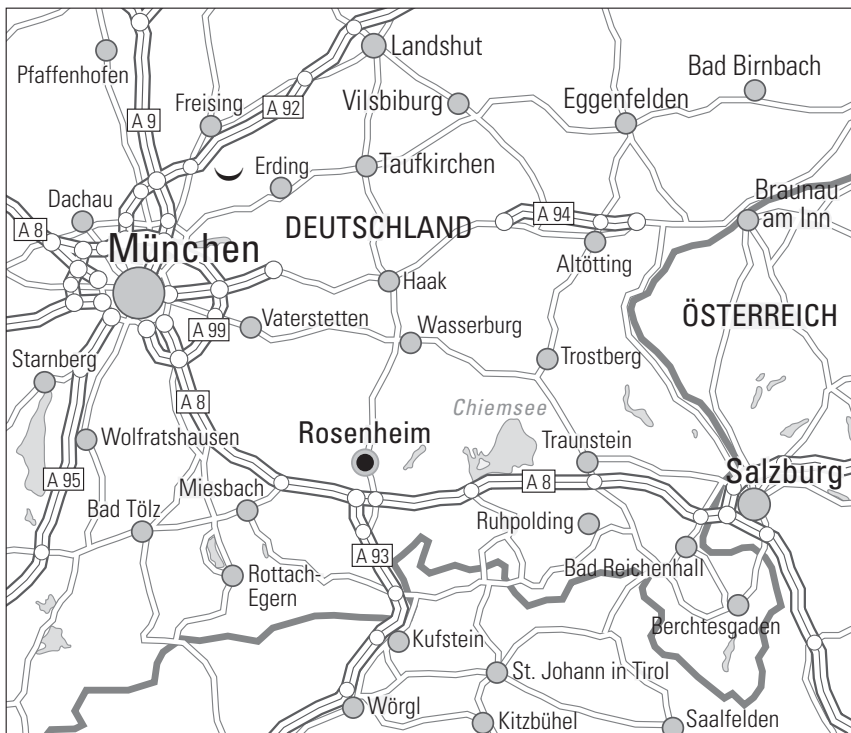 Landshut
Pfaffenhofen
Bad Birnbach
Freising
A 92
Vilsbiburg
Eggenfelden
A 9
Erding
Taufkirchen
Dachau
Braunau
am Inn
A 8
DEUTSCHLAND
A 94
München
Altötting
Haak
ÖSTERREICH
A 99
Vaterstetten
Wasserburg
Starnberg
Trostberg
A 8
Chiemsee
Wolfratshausen
Rosenheim
Traunstein
A 95
Miesbach
A 8
Salzburg
Bad Tölz
Ruhpolding
A 93
Bad Reichenhall
Rottach-
Egern
Berchtesgaden
Kufstein
St. Johann in Tirol
Wörgl
Kitzbühel
Saalfelden